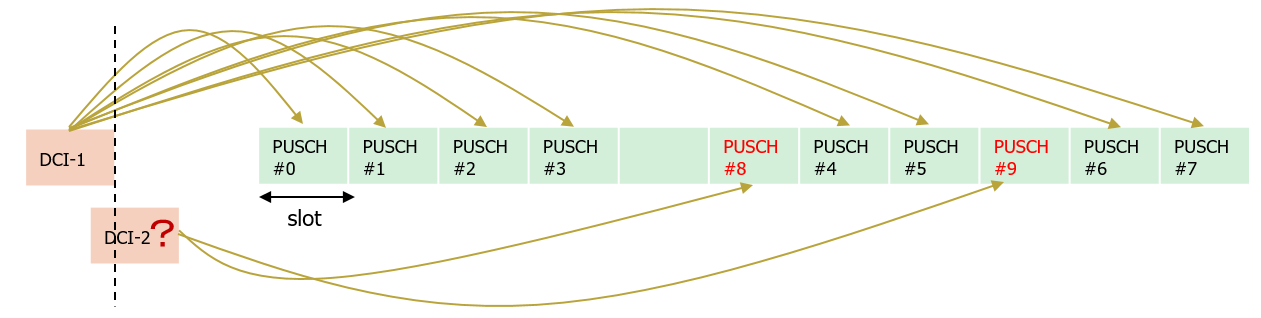 DCI-1
PUSCH
#0
PUSCH
#1
PUSCH
#2
PUSCH
#3
PUSCH
#8
PUSCH
#4
PUSCH
#5
PUSCH
#9
PUSCH
#6
PUSCH
#7
slot
DCI-2?